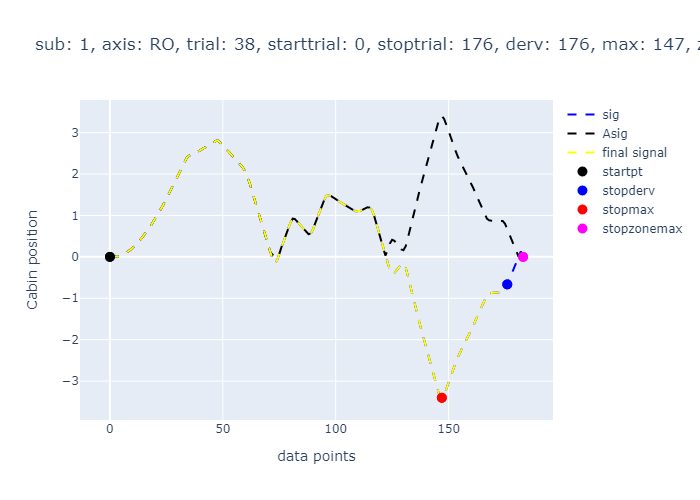 sub: 1, axis: RO, trial: 38, starttrial: 0, stoptrial: 176, derv: 176, max: 147, z
sig
Asig
final signal
startpt
stopderv
stopmax
stopzonemax
Cabin position
3
2
1
0
−1
−2
−3
0
50
100
150
data points